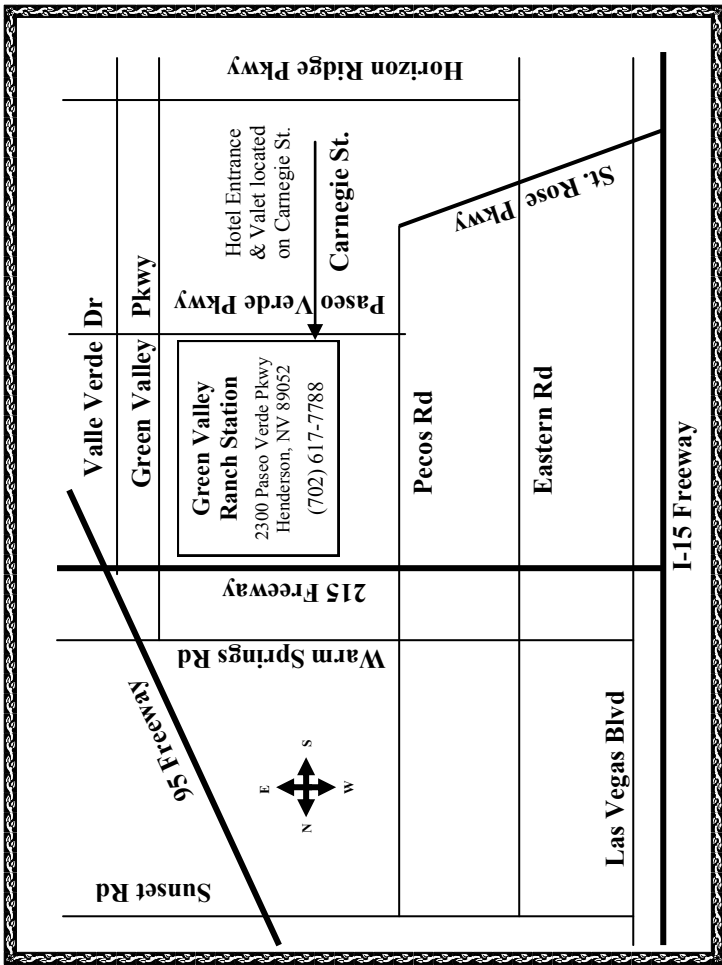 Horizon Ridge Pkwy
Hotel Entrance
& Valet located
on Carnegie St.
Carnegie St.
St. Rose Pkwy
Paseo Verde Pkwy
Valle Verde Dr
Green Valley Pkwy
Green Valley
Ranch Station
2300 Paseo Verde Pkwy
Henderson, NV 89052
(702) 617-7788
Pecos Rd
Eastern Rd
I-15 Freeway
215 Freeway
Warm Springs Rd
95 Freeway
E
S
N
W
Las Vegas Blvd
Sunset Rd